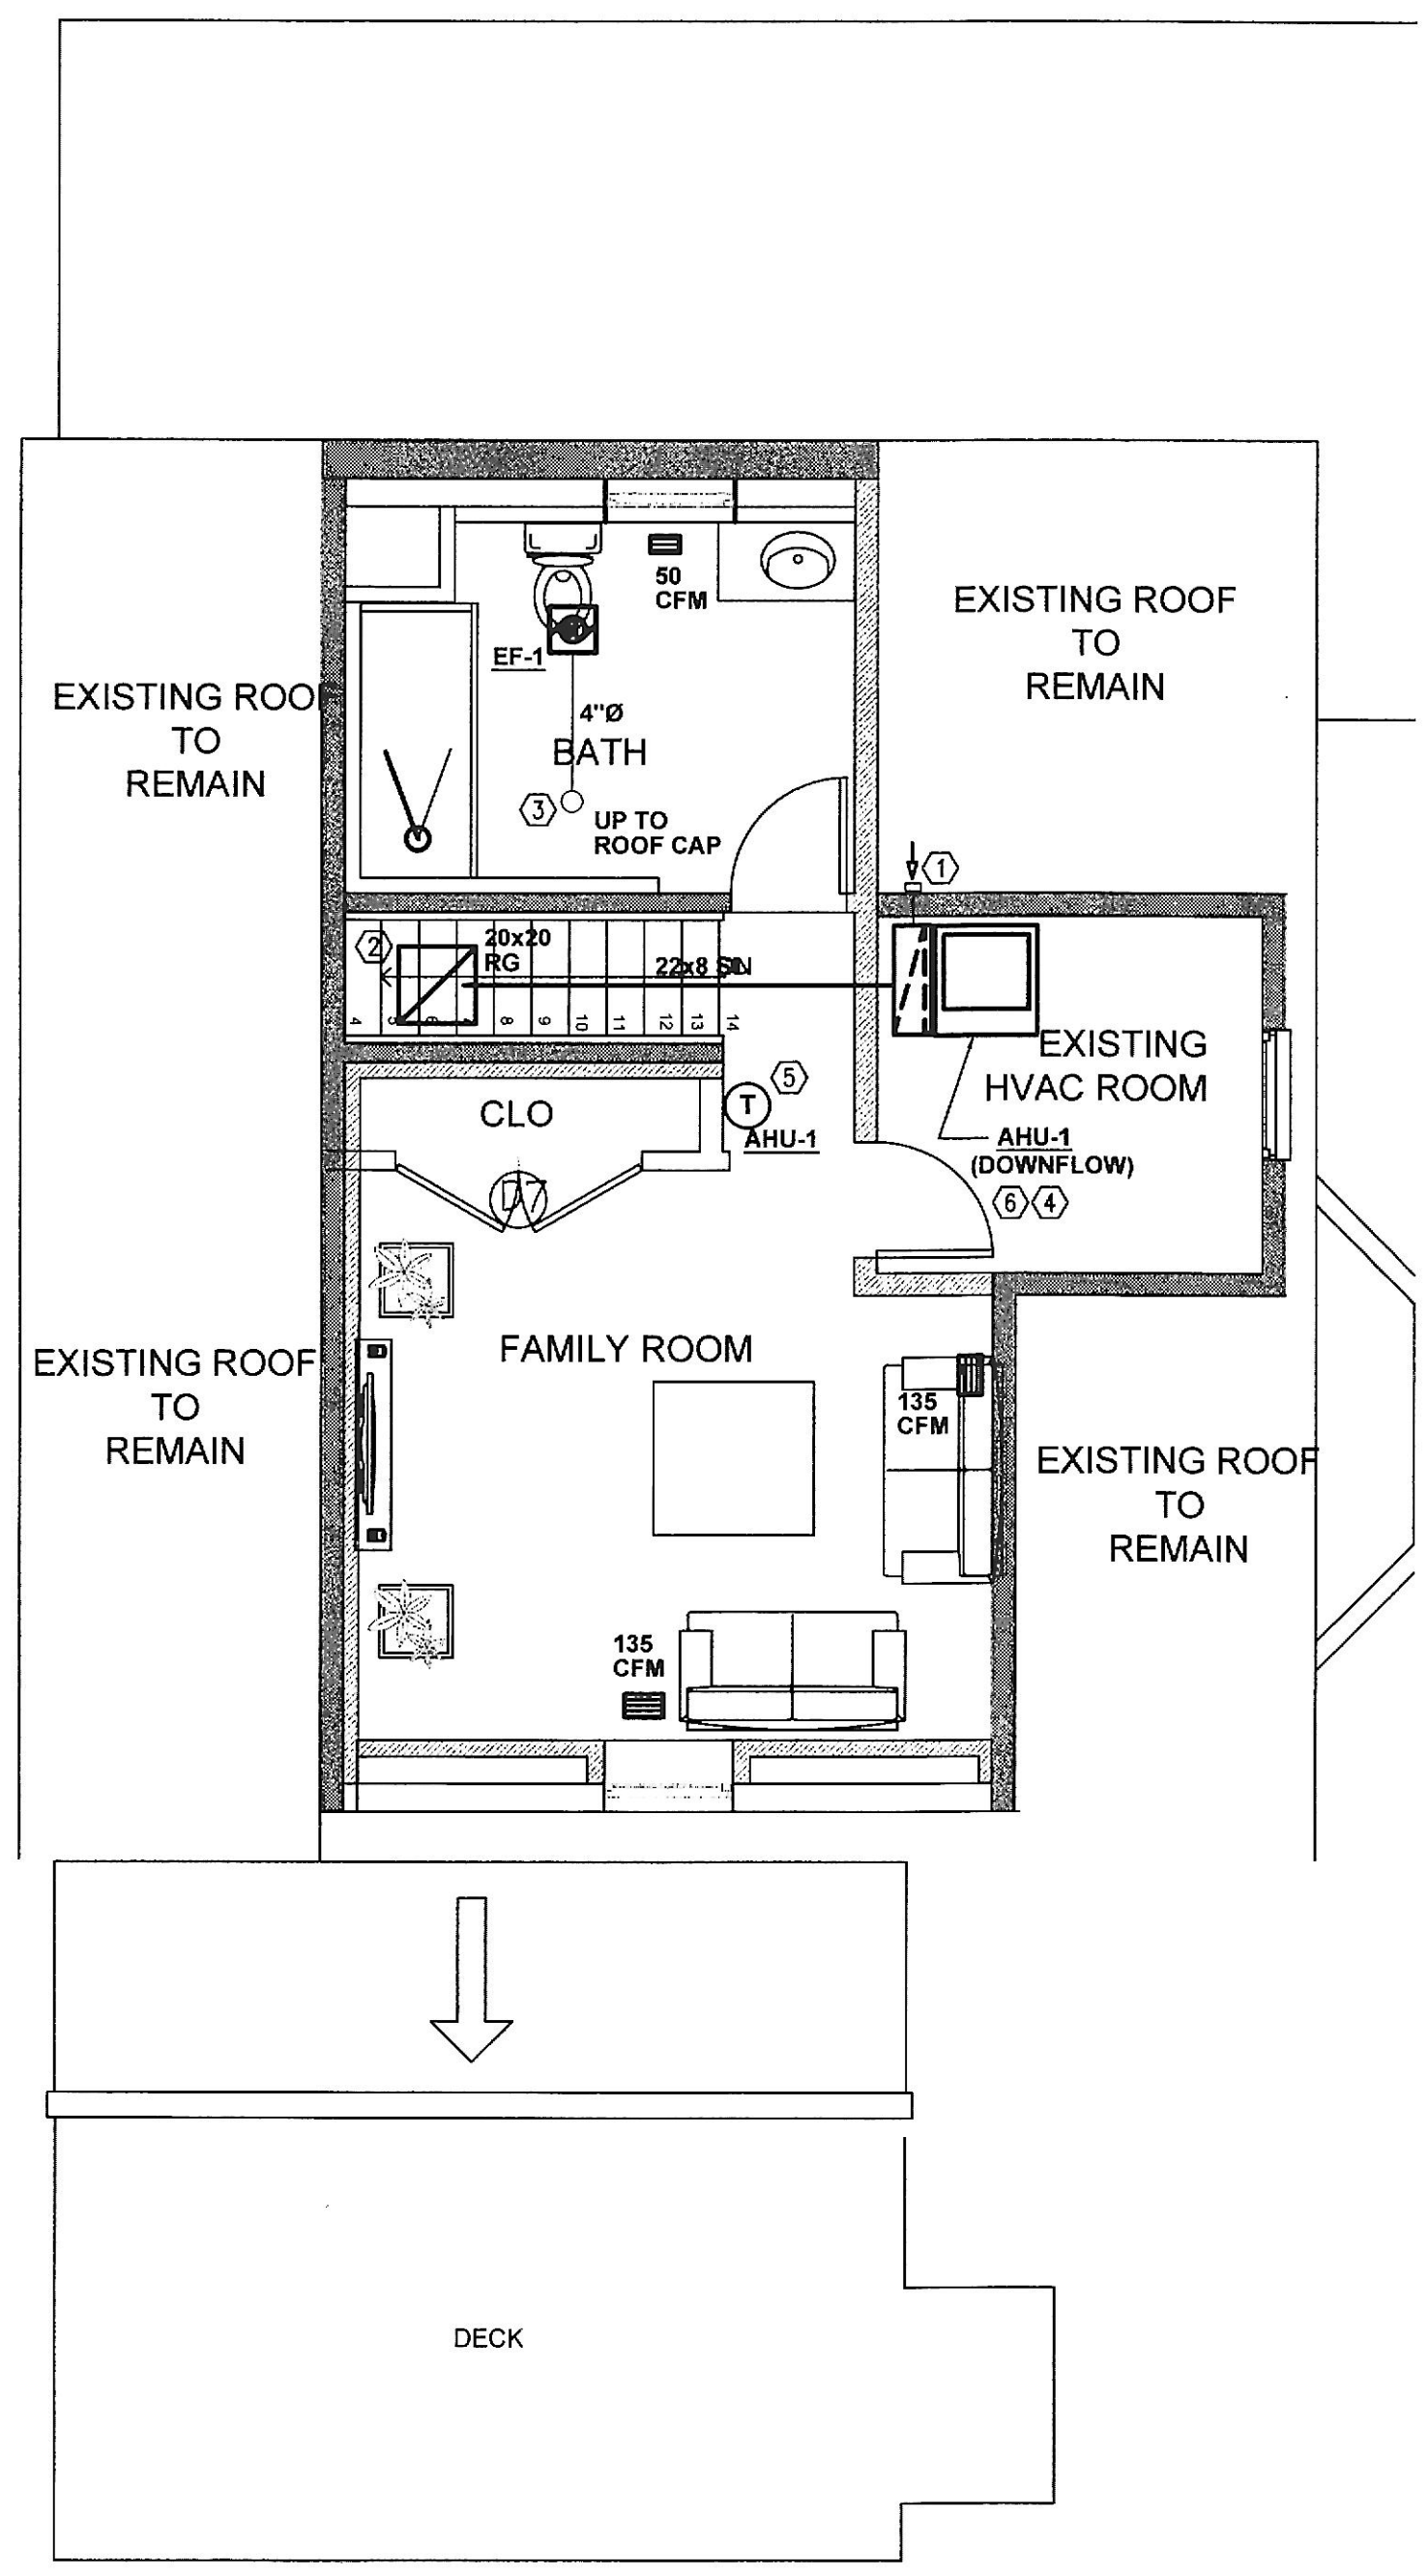 50
CFM
EXISTING ROOF
TO
REMAIN
EF-1
EXISTING ROOF
TO
REMAIN
4"Ø
BATH
3
UP TO
ROOF CAP
1
2
20x20
RG
22x8
4
5
6
8
9
10
11
12
13
14
EXISTING
HVAC ROOM
5
T
AHU-1
CLO
AHU-1
(DOWNFLOW)
6 4
D7
FAMILY ROOM
EXISTING ROOF
TO
REMAIN
135
CFM
EXISTING ROOF
TO
REMAIN
135
CFM
DECK